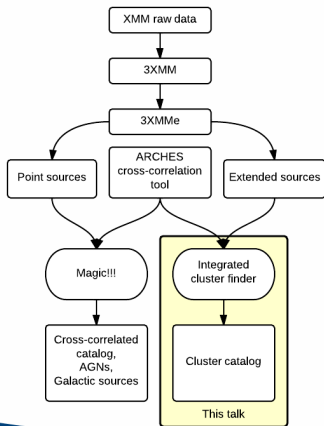 XMM raw data
3XMM
3XMMe
Point sources
ARCHES
cross-correlation
tool
Extended sources
Magic!!!
Integrated
cluster finder
Cross-correlated
catalog,
AGNs,
Galactic sources
Cluster catalog
This talk